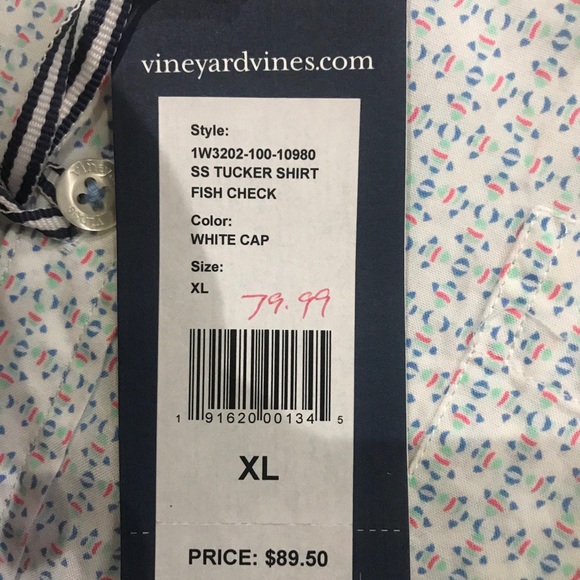 vineyardvines.com
Style:
1W3202-100-10980
SS TUCKER SHIRT
FISH CHECK
Color:
WHITE CAP
Size:
XL
79.99
1 91620 00134 5
XL
PRICE: $89.50